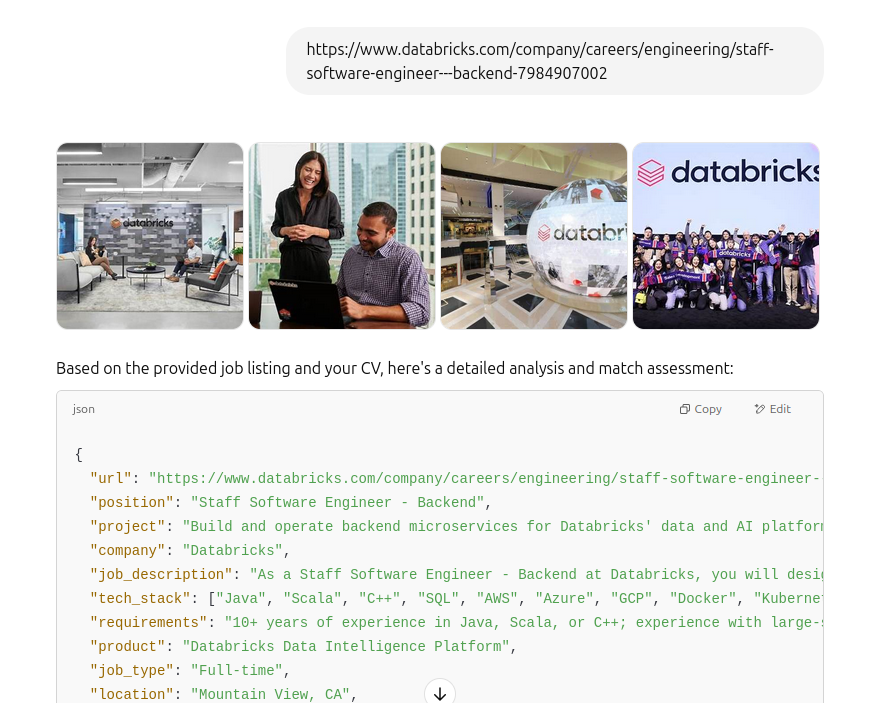 https://www.databricks.com/company/careers/engineering/staff-
software-engineer---backend-7984907002
databricks
databricks
databricks
databricks
Based on the provided job listing and your CV, here's a detailed analysis and match assessment:
json
Copy
Edit
{
"url": "https://www.databricks.com/company/careers/engineering/staff-software-engineer-
"position": "Staff Software Engineer - Backend",
"project": "Build and operate backend microservices for Databricks' data and AI platform
"company": "Databricks",
"job_description": "As a Staff Software Engineer - Backend at Databricks, you will desig
"tech_stack": ["Java", "Scala", "C++", "SQL", "AWS", "Azure", "GCP", "Docker", "Kubernet
"requirements": "10+ years of experience in Java, Scala, or C++; experience with large-s
"product": "Databricks Data Intelligence Platform",
"job_type": "Full-time",
"location": "Mountain View, CA",